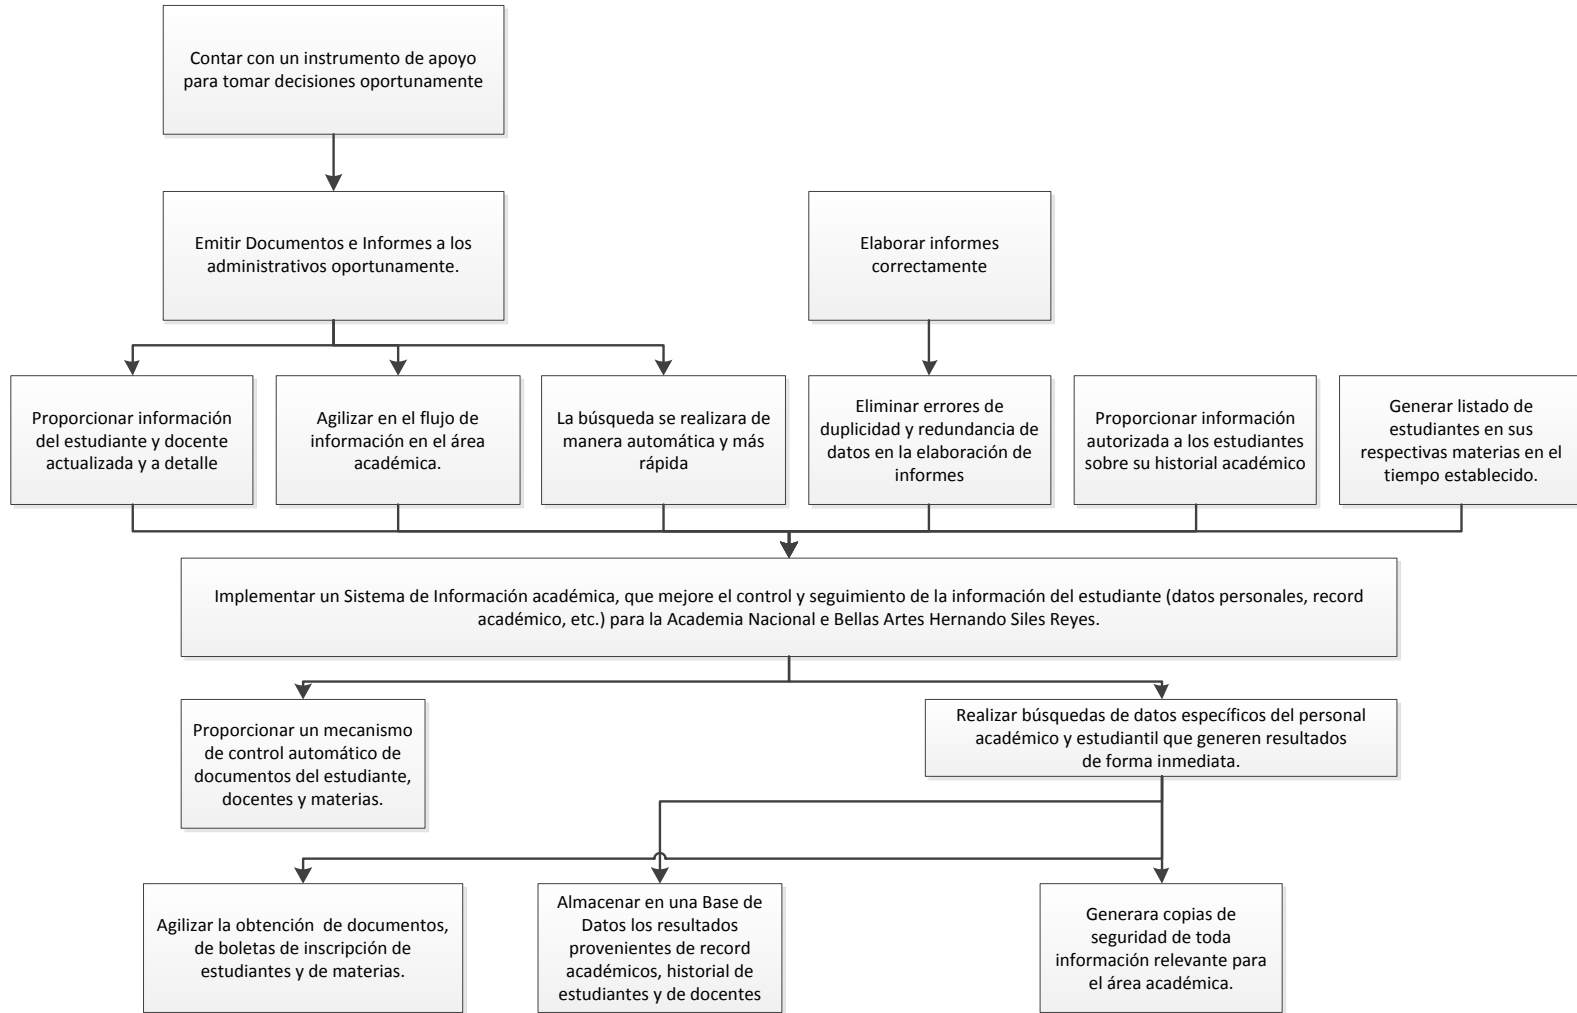 Contar con un instrumento de apoyo
para tomar decisiones oportunamente
Emitir Documentos e Informes a los
administrativos oportunamente.
Elaborar informes
correctamente
Proporcionar información
del estudiante y docente
actualizada y a detalle
Agilizar en el flujo de
información en el área
académica.
La búsqueda se realizara de
manera automática y más
rápida
Eliminar errores de
duplicidad y redundancia de
datos en la elaboración de
informes
Proporcionar información
autorizada a los estudiantes
sobre su historial académico
Generar listado de
estudiantes en sus
respectivas materias en el
tiempo establecido.
Implementar un Sistema de Información académica, que mejore el control y seguimiento de la información del estudiante (datos personales, record
académico, etc.) para la Academia Nacional e Bellas Artes Hernando Siles Reyes.
Proporcionar un mecanismo
de control automático de
documentos del estudiante,
docentes y materias.
Realizar búsquedas de datos específicos del personal
académico y estudiantil que generen resultados
de forma inmediata.
Agilizar la obtención  de documentos,
de boletas de inscripción de
estudiantes y de materias.
Almacenar en una Base de
Datos los resultados
provenientes de record
académicos, historial de
estudiantes y de docentes
Generara copias de
seguridad de toda
información relevante para
el área académica.